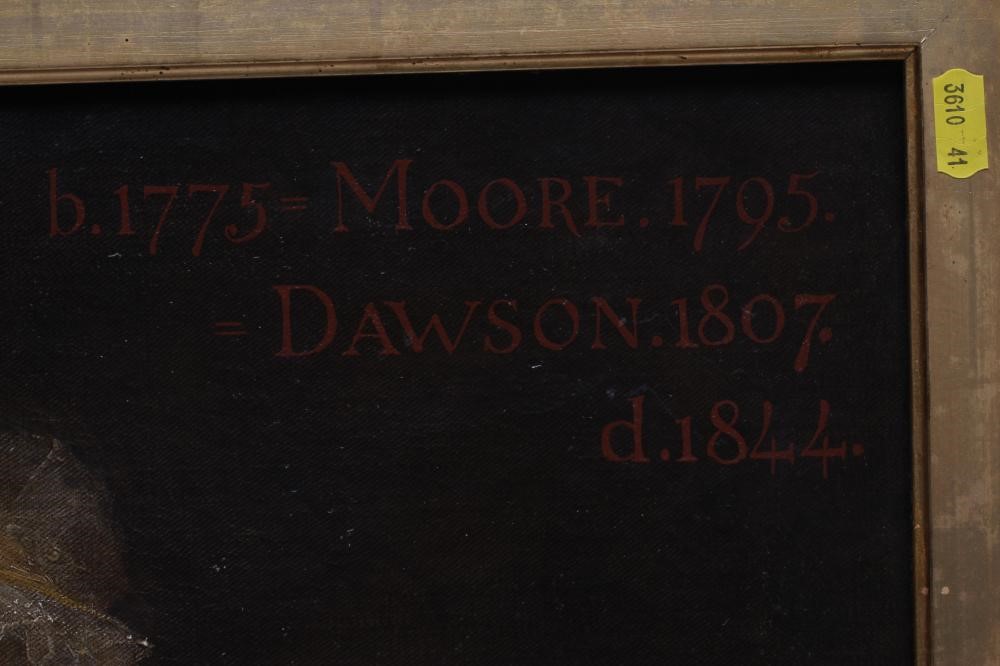 b.1775= MOORE. 1795.
= DAWSON. 1807.
d. 1844.
3610 41